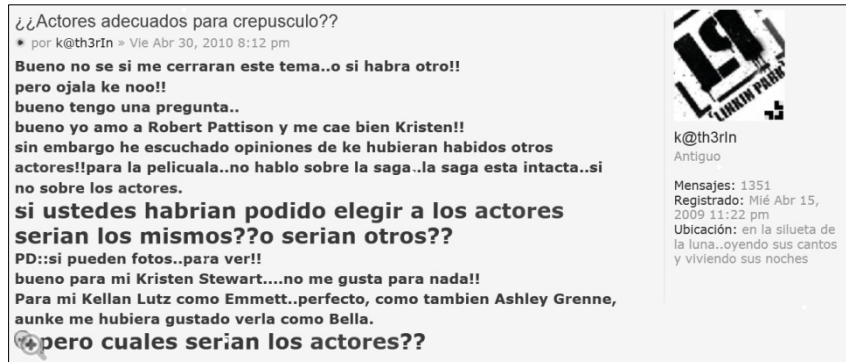 ¿¿Actores adecuados para crepusculo??
por k@th3rIn » Vie Abr 30, 2010 8:12 pm
Bueno no se si me cerraran este tema..o si habra otro!!
pero ojala ke noo!!
bueno tengo una pregunta..
bueno yo amo a Robert Pattison y me cae bien Kristen!!
sin embargo he escuchado opiniones de ke hubieran habidos otros
actores!!para la pelicuala..no hablo sobre la saga..la saga esta intacta..si
no sobre los actores.
si ustedes habrian podido elegir a los actores
serian los mismos??o serian otros??
PD::si pueden fotos..para ver!!
bueno para mi Kristen Stewart....no me gusta para nada!!
Para mi Kellan Lutz como Emmett..perfecto, como tambien Ashley Grenne,
aunke me hubiera gustado verla como Bella.
pero cuales serian los actores??
LINKIN PARK
k@th3rIn
Antiguo
Mensajes: 1351
Registrado: Mié Abr 15,
2009 11:22 pm
Ubicación: en la silueta de
la luna..oyendo sus cantos
y viviendo sus noches